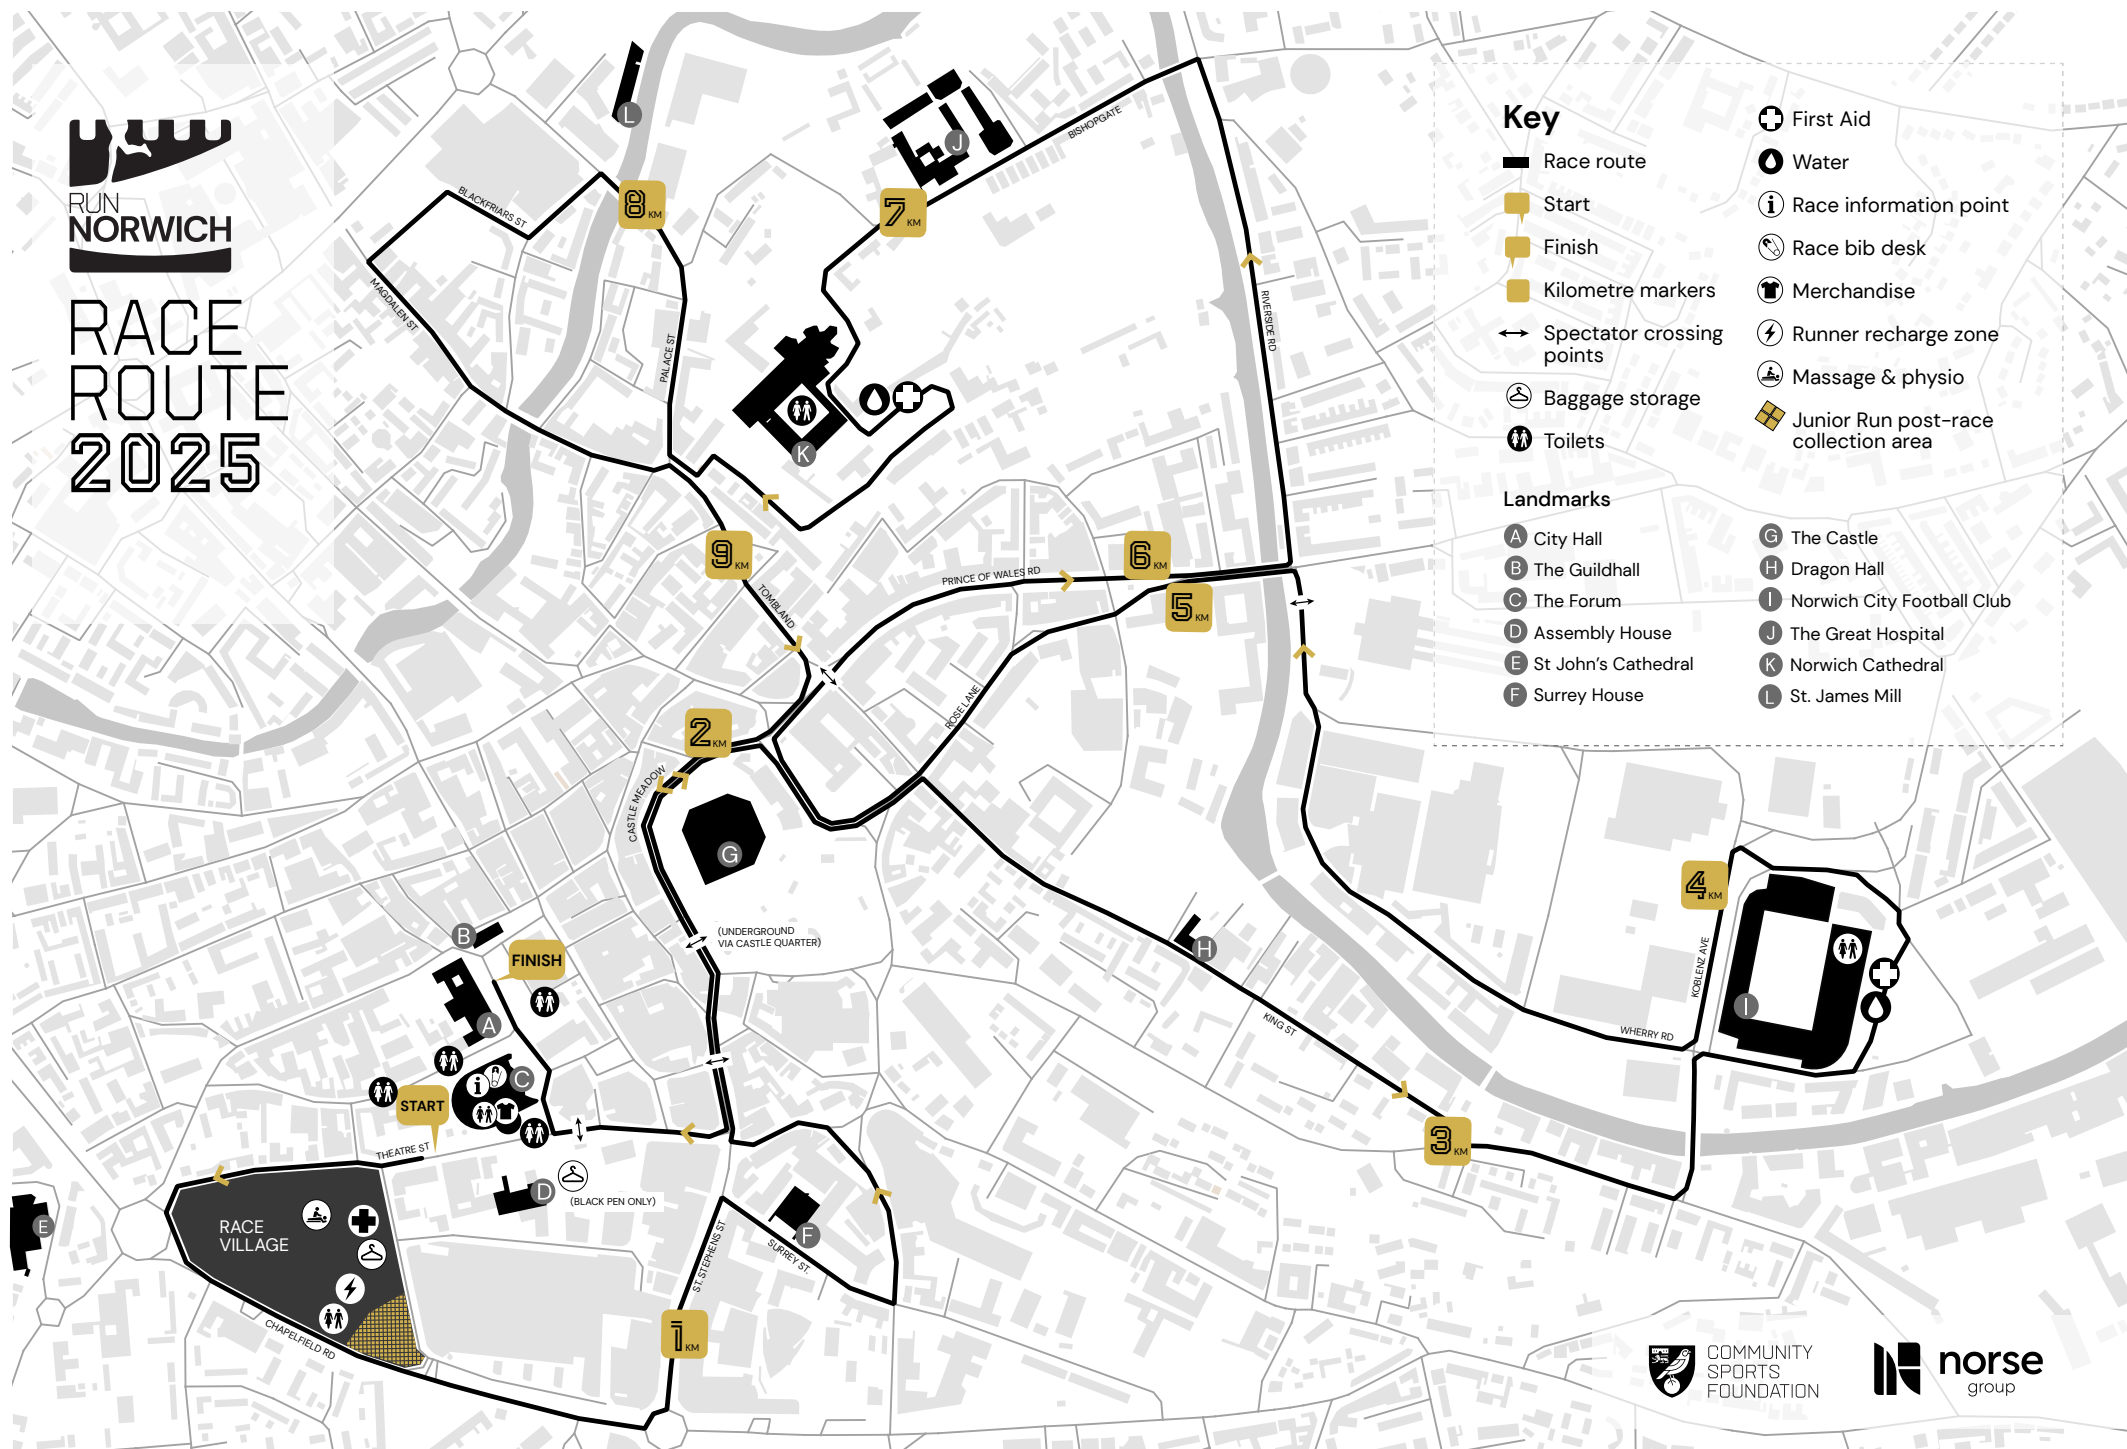 RUN
NORWICH
RACE
ROUTE
2025
Key
Race route
Start
Finish
Kilometre markers
Spectator crossing
points
Baggage storage
Toilets
First Aid
Water
Race information point
Race bib desk
Merchandise
Runner recharge zone
Massage & physio
Junior Run post-race
collection area
Landmarks
A City Hall
B The Guildhall
C The Forum
D Assembly House
E St John's Cathedral
F Surrey House
G The Castle
H Dragon Hall
I Norwich City Football Club
J The Great Hospital
K Norwich Cathedral
L St. James Mill
L
J
BISHOPGATE
8 KM
7 KM
BLACKFRIARS ST
MAGDALEN ST
PALACE ST
RIVERSIDE RD
K
9 KM
TOMBLAND
PRINCE OF WALES RD
6 KM
5 KM
ROSE LANE
2 KM
CASTLE MEADOW
G
(UNDERGROUND
VIA CASTLE QUARTER)
4 KM
KOBLENZ AVE
I
WHERRY RD
H
KING ST
3 KM
B
FINISH
A
C
START
THEATRE ST
D
(BLACK PEN ONLY)
E
RACE
VILLAGE
CHAPELFIELD RD
ST. STEPHENS ST
SURREY ST.
F
1 KM
COMMUNITY
SPORTS
FOUNDATION
norse
group